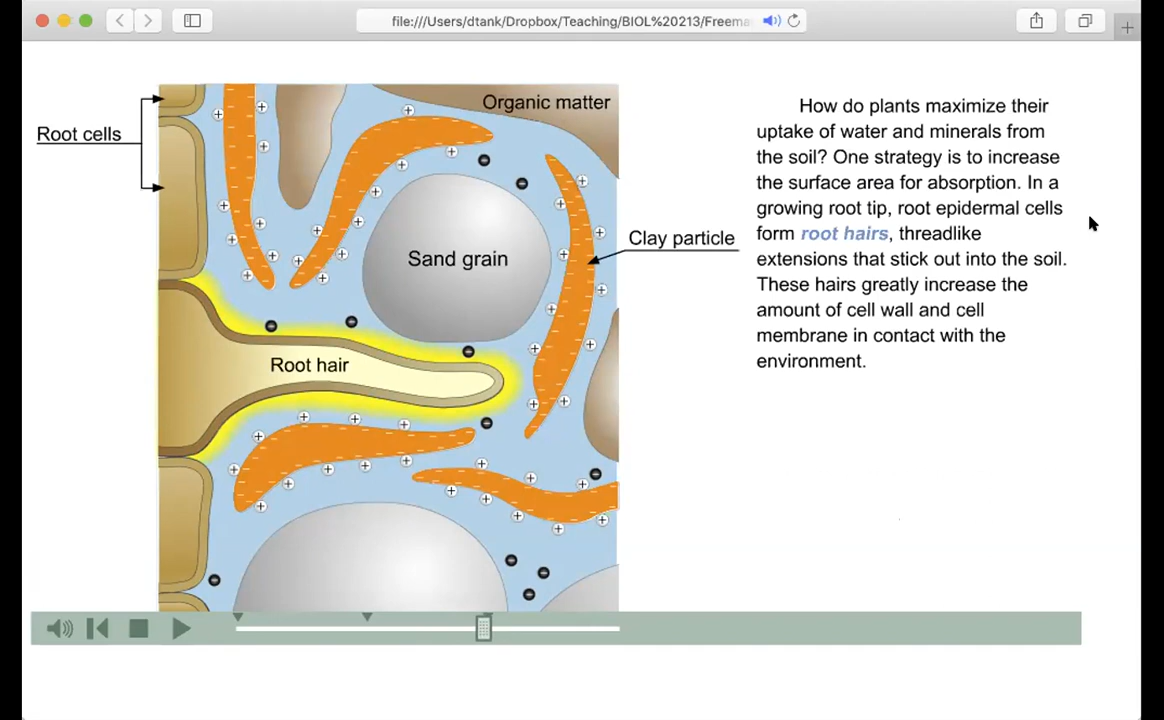 file:///Users/dtank/Dropbox/Teaching/BIOL%20213/Freema
Organic matter
Root cells
Sand grain
Clay particle
Root hair
How do plants maximize their
uptake of water and minerals from
the soil? One strategy is to increase
the surface area for absorption. In a
growing root tip, root epidermal cells
form root hairs, threadlike
extensions that stick out into the soil.
These hairs greatly increase the
amount of cell wall and cell
membrane in contact with the
environment.